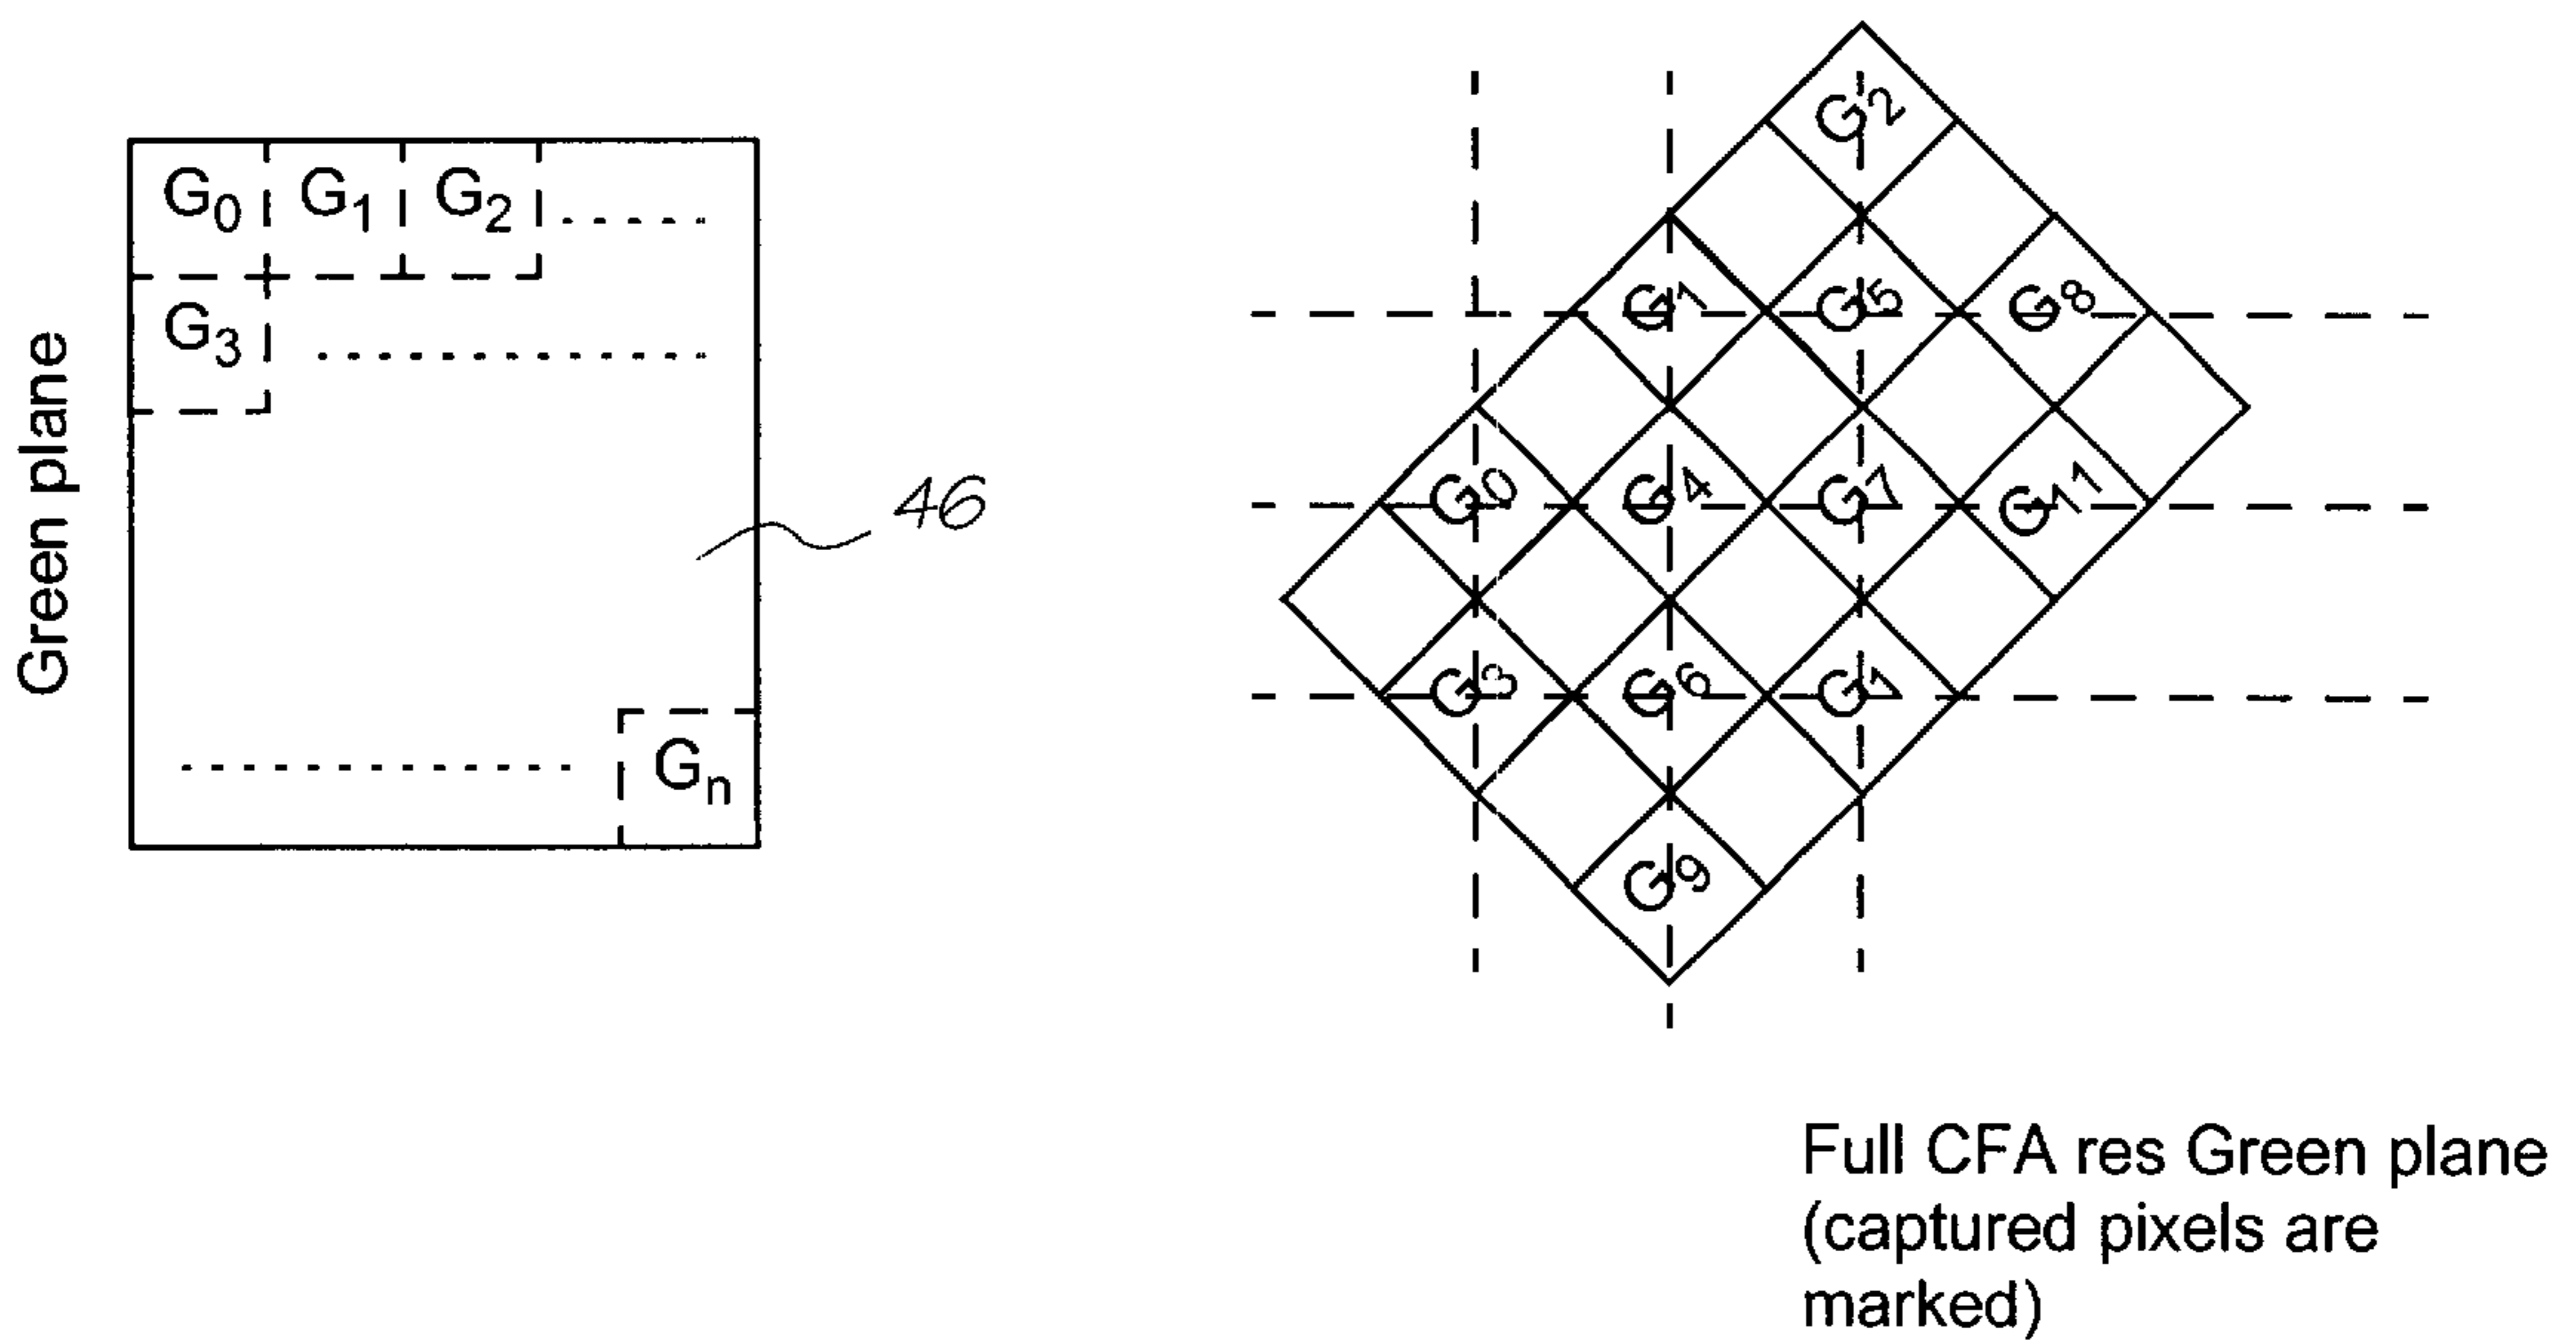 Green plane
G0 G1 G2
G3
Gn
46
G2
G1 G5 G8
G0 G4 G7 G11
G3 G6 G1
G9
Full CFA res Green plane
(captured pixels are
marked)